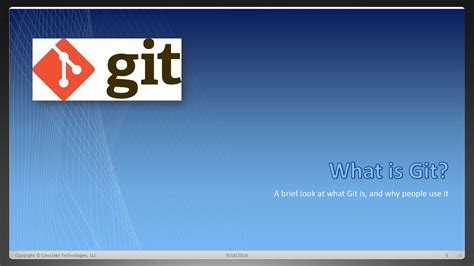 git
What is Git?
A brief look at what Git is, and why people use it
Copyright © Crosslake Technologies, LLC
9/18/2014
5